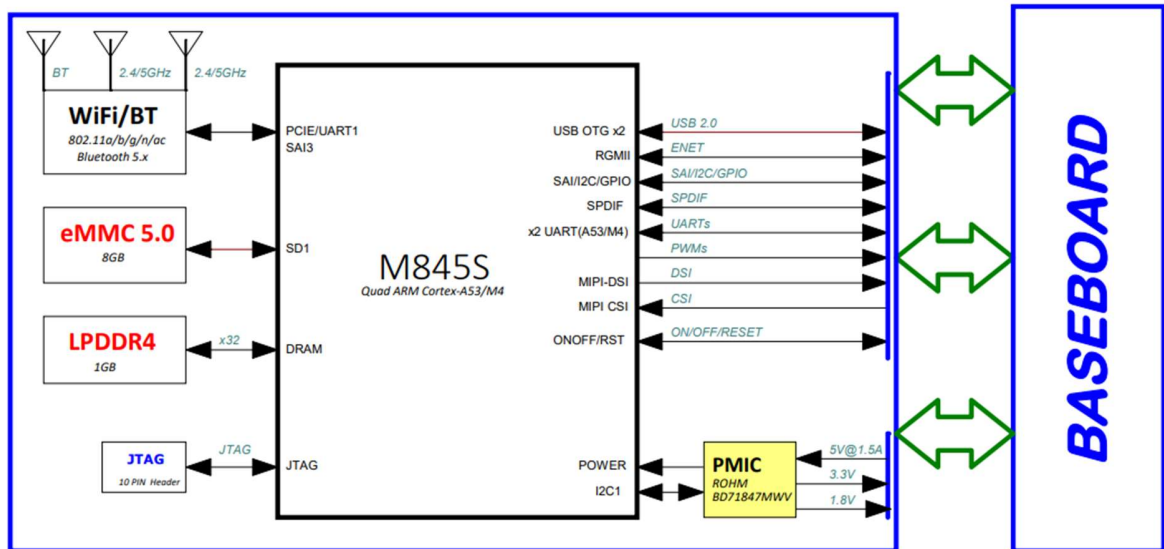 BT
2.4/5GHz
2.4/5GHz
WiFi/BT
802.11a/b/g/n/ac
Bluetooth 5.x
eMMC 5.0
8GB
LPDDR4
1GB
x32
JTAG
10 PIN Header
JTAG
PCIE/UART1
SAI3
SD1
DRAM
JTAG
M845S
Quad ARM Cortex-A53/M4
USB OTG x2
RGMII
SAI/I2C/GPIO
SPDIF
x2 UART(A53/M4)
MIPI-DSI
MIPI CSI
ONOFF/RST
POWER
I2C1
USB 2.0
ENET
SAI/I2C/GPIO
SPDIF
UARTs
PWMs
DSI
CSI
ON/OFF/RESET
PMIC
ROHM
BD71847MWV
5V@1.5A
3.3V
1.8V
BASEBOARD